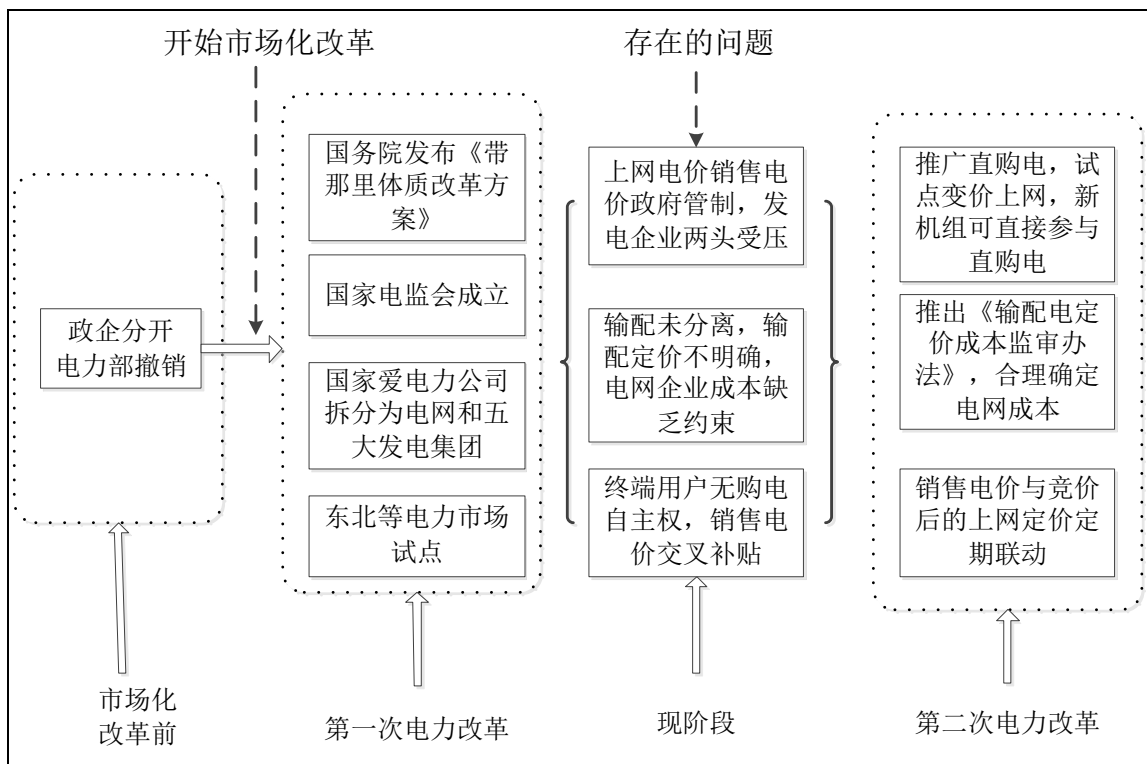 开始市场化改革
存在的问题
政企分开
电力部撤销
国务院发布《带
那里体质改革方
案》
国家电监会成立
国家爱电力公司
拆分为电网和五
大发电集团
东北等电力市场
试点
上网电价销售电
价政府管制，发
电企业两头受压
输配未分离，输
配定价不明确，
电网企业成本缺
乏约束
终端用户无购电
自主权，销售电
价交叉补贴
推广直购电，试
点变价上网，新
机组可直接参与
直购电
推出《输配电定
价成本监审办
法》，合理确定
电网成本
销售电价与竞价
后的上网定价定
期联动
市场化
改革前
第一次电力改革
现阶段
第二次电力改革